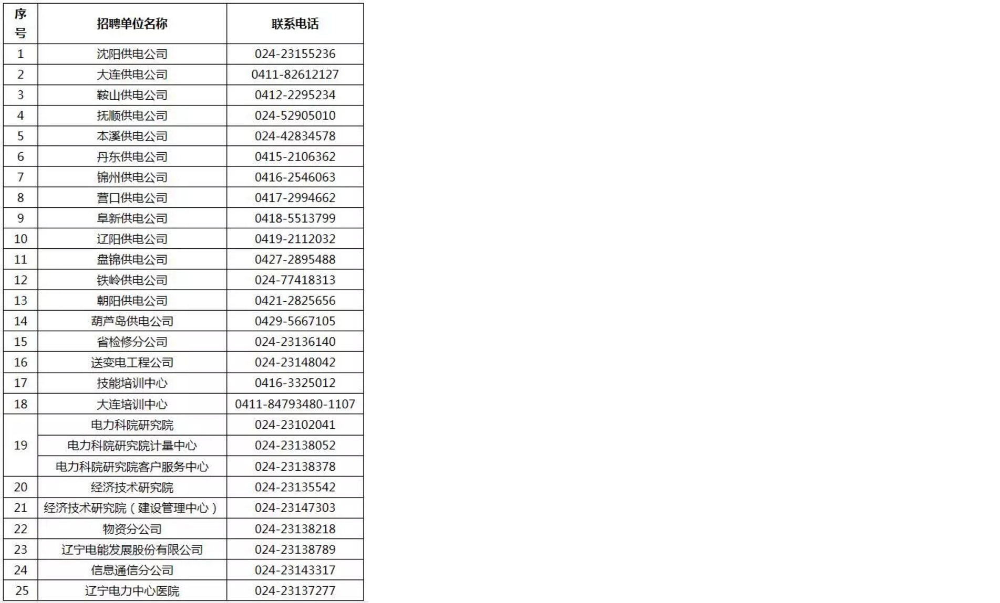 序号 招聘单位名称 联系电话
1 沈阳供电公司 024-23155236
2 大连供电公司 0411-82612127
3 鞍山供电公司 0412-2295234
4 抚顺供电公司 024-52905010
5 本溪供电公司 024-42834578
6 丹东供电公司 0415-2106362
7 锦州供电公司 0416-2546063
8 营口供电公司 0417-2994662
9 阜新供电公司 0418-5513799
10 辽阳供电公司 0419-2112032
11 盘锦供电公司 0427-2895488
12 铁岭供电公司 024-77418313
13 朝阳供电公司 0421-2825656
14 葫芦岛供电公司 0429-5667105
15 省检修分公司 024-23136140
16 送变电工程公司 024-23148042
17 技能培训中心 0416-3325012
18 大连培训中心 0411-84793480-1107
电力科院研究院 024-23102041
19 电力科院研究院计量中心 024-23138052
电力科院研究院客户服务中心 024-23138378
20 经济技术研究院 024-23135542
21 经济技术研究院（建设管理中心） 024-23147303
22 物资分公司 024-23138218
23 辽宁电能发展股份有限公司 024-23138789
24 信息通信分公司 024-23143317
25 辽宁电力中心医院 024-23137277